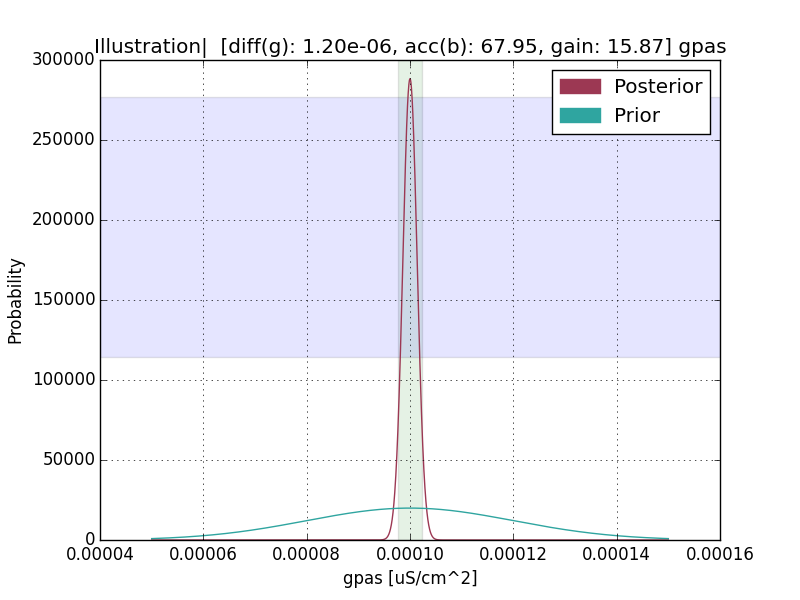 Illustration|  [diff(g): 1.20e-06, acc(b): 67.95, gain: 15.87] gpas
300000
250000
200000
150000
100000
50000
0
Probability
Posterior
Prior
0.00004 0.00006 0.00008 0.00010 0.00012 0.00014 0.00016
gpas [uS/cm^2]